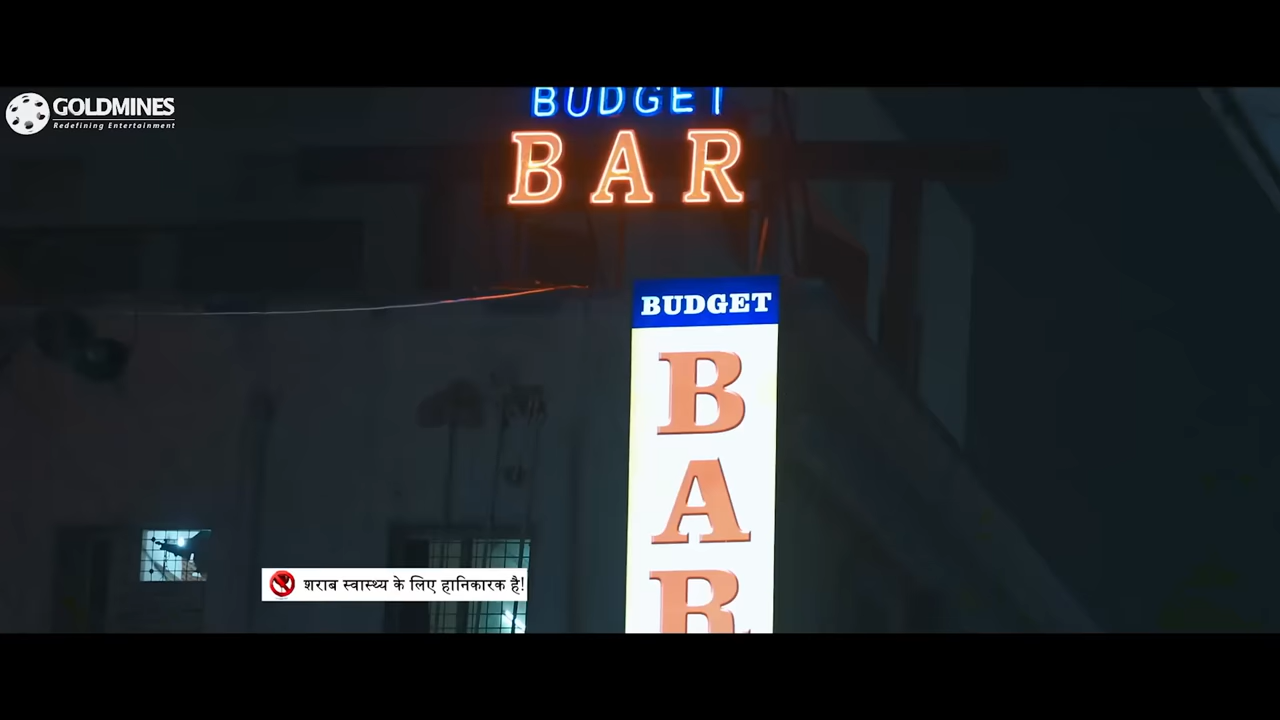 GOLDMINES
Redefining Entertainment
BUDGET
BAR
BUDGET
B
A
R
शराब स्वास्थ्य के लिए हानिकारक है!